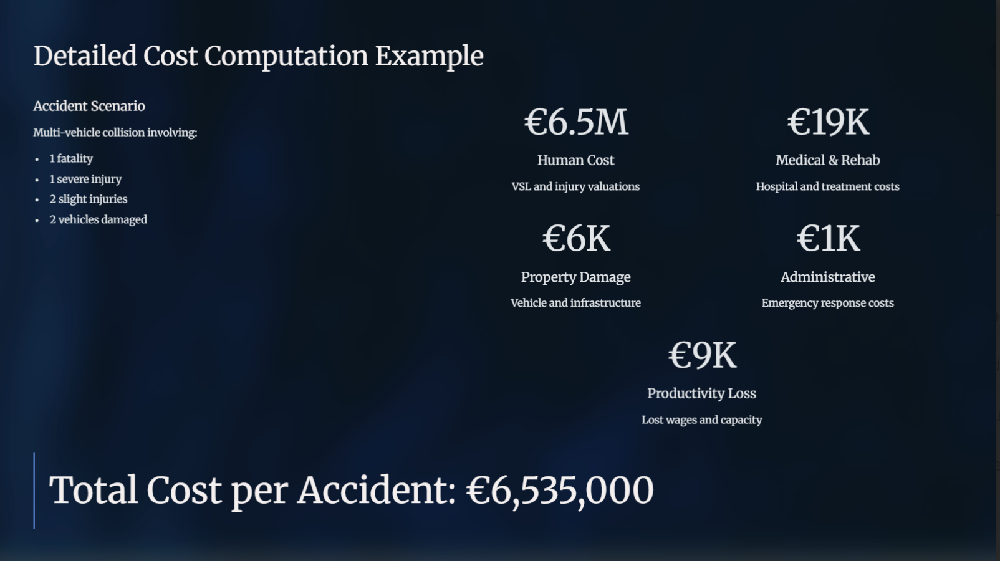 Detailed Cost Computation Example
Accident Scenario
Multi-vehicle collision involving:
• 1 fatality
• 1 severe injury
• 2 slight injuries
• 2 vehicles damaged
€6.5M
Human Cost
VSL and injury valuations
€19K
Medical & Rehab
Hospital and treatment costs
€6K
Property Damage
Vehicle and infrastructure
€1K
Administrative
Emergency response costs
€9K
Productivity Loss
Lost wages and capacity
Total Cost per Accident: €6,535,000